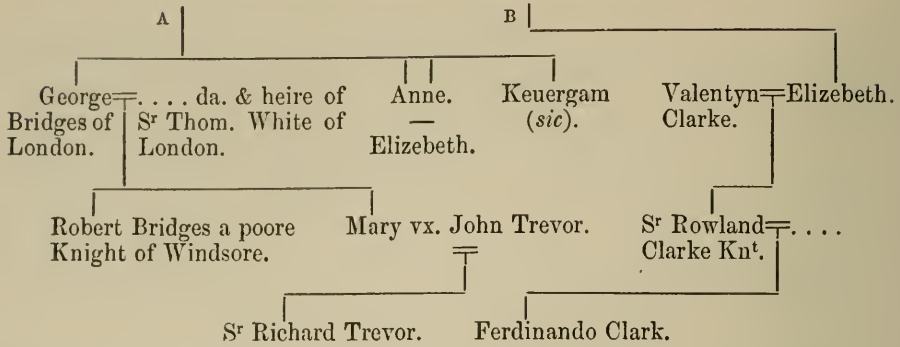 A
B
George=. . . . da. & heire of Anne. Keuergam Valentyn=Elizebeth.
Bridges of Sr Thom. White of — (sic). Clarke.
London. London. Elizebeth.
Robert Bridges a poore Mary vx. John Trevor. Sr Rowland=. . . .
Knight of Windsore. Clarke Knt.
Sr Richard Trevor. Ferdinando Clark.